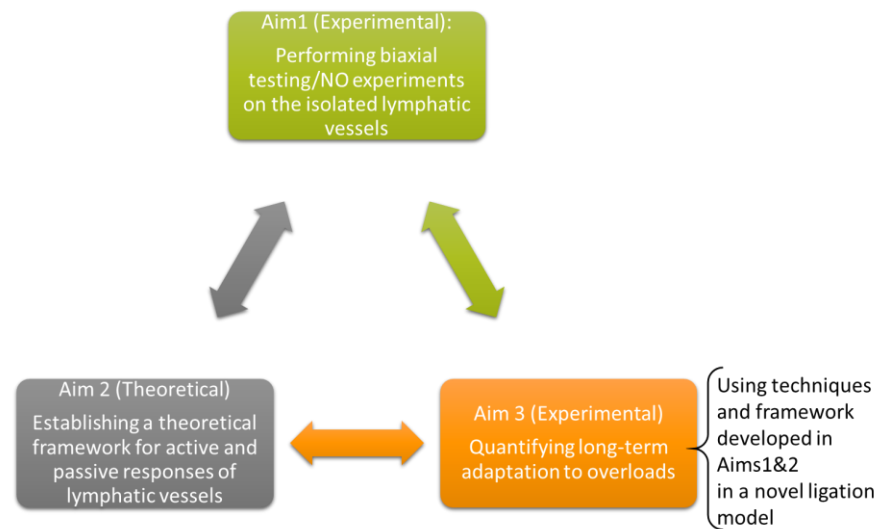 Aim1 (Experimental):
Performing biaxial
testing/NO experiments
on the isolated lymphatic
vessels
Aim 2 (Theoretical)
Establishing a theoretical
framework for active and
passive responses of
lymphatic vessels
Aim 3 (Experimental)
Quantifying long-term
adaptation to overloads
Using techniques
and framework
developed in
Aims1&2
in a novel ligation
model